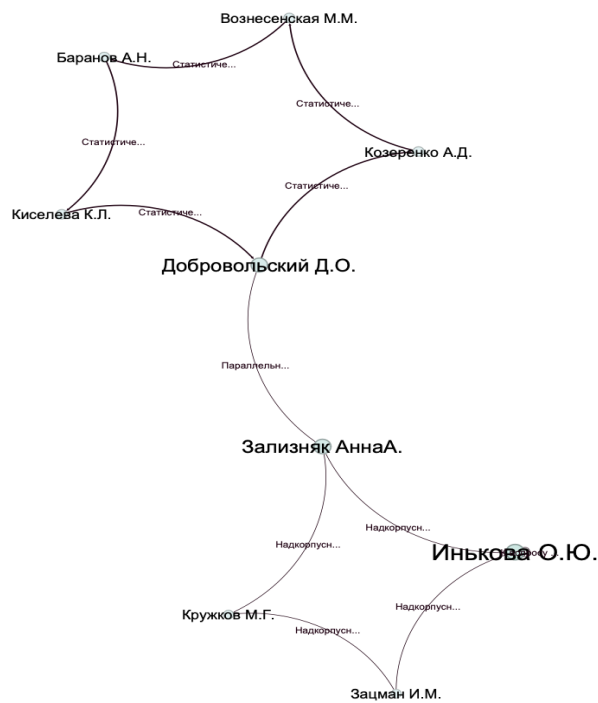 Вознесенская М.М.
Баранов А.Н.
Статистиче...
Статистиче...
Статистиче...
Козеренко А.Д.
Статистиче...
Киселева К.Л.
Статистиче...
Добровольский Д.О.
Параллельн...
Зализняк АннаА.
Надкорпусн...
Надкорпусн...
Инькова О.Ю.
Надкорпусн...
Кружков М.Г.
Надкорпусн...
Зацман И.М.